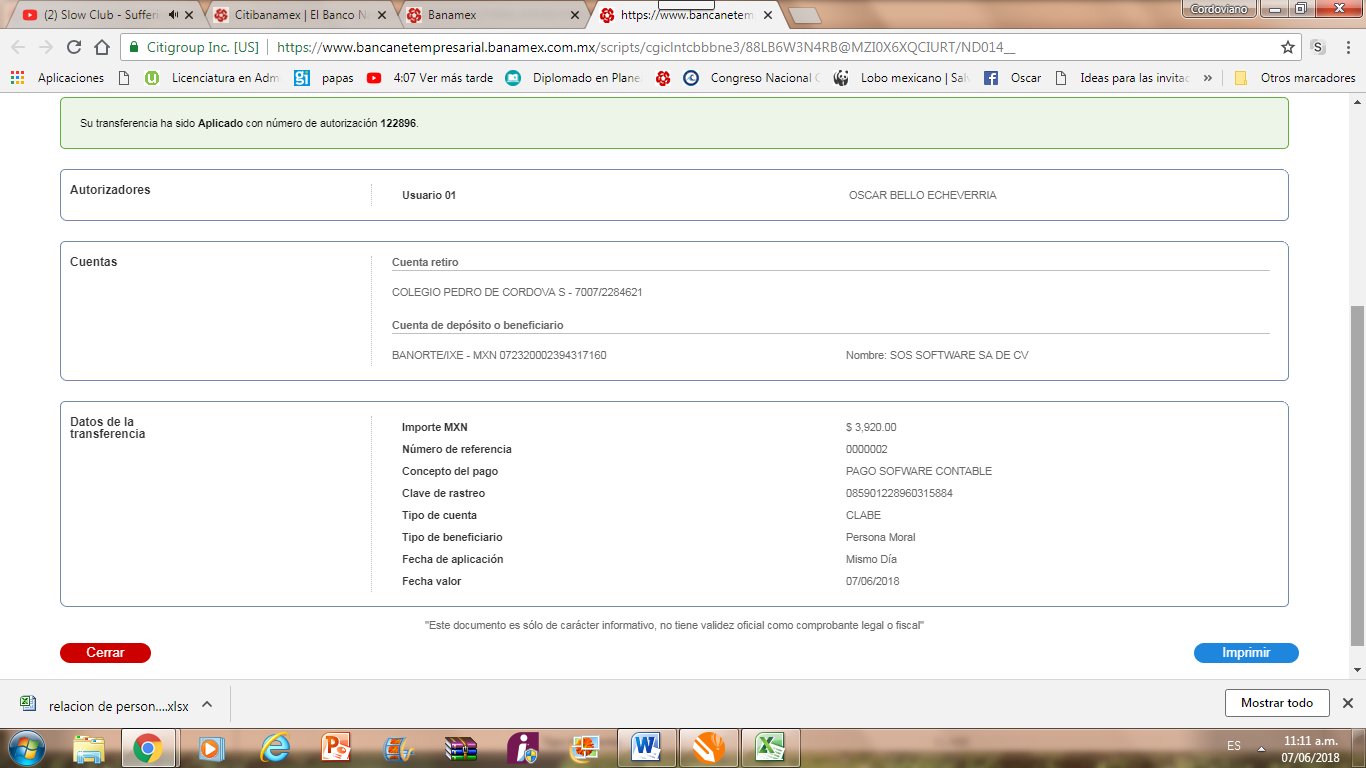 (2) Slow Club - Sufferi
Citibanamex | El Banco N
Banamex
https://www.bancanetem
Cordoviano
Citigroup Inc. [US] https://www.bancanetempresarial.banamex.com.mx/scripts/cgiclntcbbbne3/88LB6W3N4RB@MZI0X6XQCIURT/ND014__
Aplicaciones Licenciatura en Adm papas 4:07 Ver más tarde Diplomado en Plane Congreso Nacional Lobo mexicano | Sal Oscar Ideas para las invitac » Otros marcadores
Su transferencia ha sido Aplicado con número de autorización 122896.
Autorizadores
Usuario 01 OSCAR BELLO ECHEVERRIA
Cuentas
Cuenta retiro
COLEGIO PEDRO DE CORDOVA S - 7007/2284621
Cuenta de depósito o beneficiario
BANORTE/IXE - MXN 072320002394317160 Nombre: SOS SOFTWARE SA DE CV
Datos de la
transferencia
Importe MXN $ 3,920.00
Número de referencia 0000002
Concepto del pago PAGO SOFWARE CONTABLE
Clave de rastreo 085901228960315884
Tipo de cuenta CLABE
Tipo de beneficiario Persona Moral
Fecha de aplicación Mismo Día
Fecha valor 07/06/2018
"Este documento es sólo de carácter informativo, no tiene validez oficial como comprobante legal o fiscal"
Cerrar
Imprimir
relacion de person....xlsx
Mostrar todo
ES
11:11 a.m.
07/06/2018